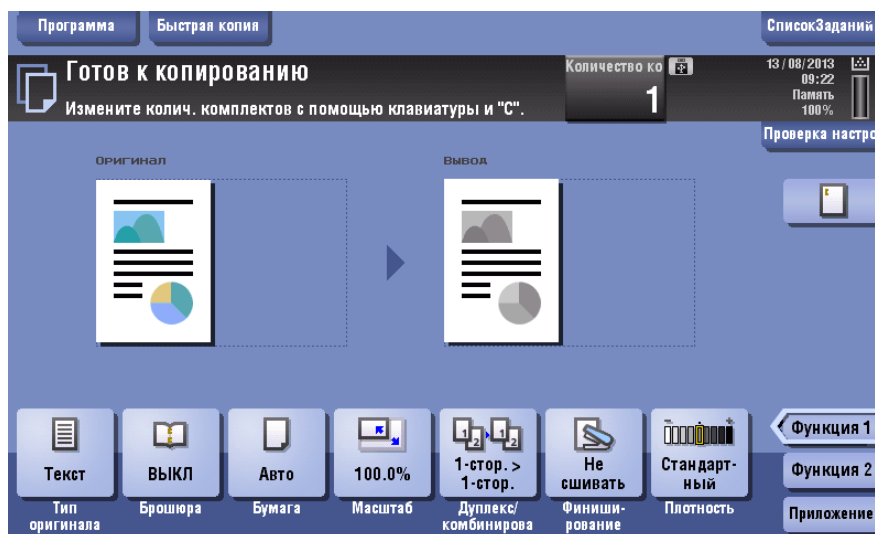 Программа
Быстрая копия
СписокЗаданий
Готов к копированию
Измените колич. комплектов с помощью клавиатуры и "C".
Количество ко
1
13/08/2013
09:22
Память
100%
Проверка настро
Оригинал
Вывод
Текст
ВЫКЛ
Авто
100.0%
1-стор. >
1-стор.
Не
сшивать
Стандарт-
ный
Тип
оригинала
Брошюра
Бумага
Масштаб
Дуплекс/
комбинирова
Финиши-
рование
Плотность
Функция 1
Функция 2
Приложение